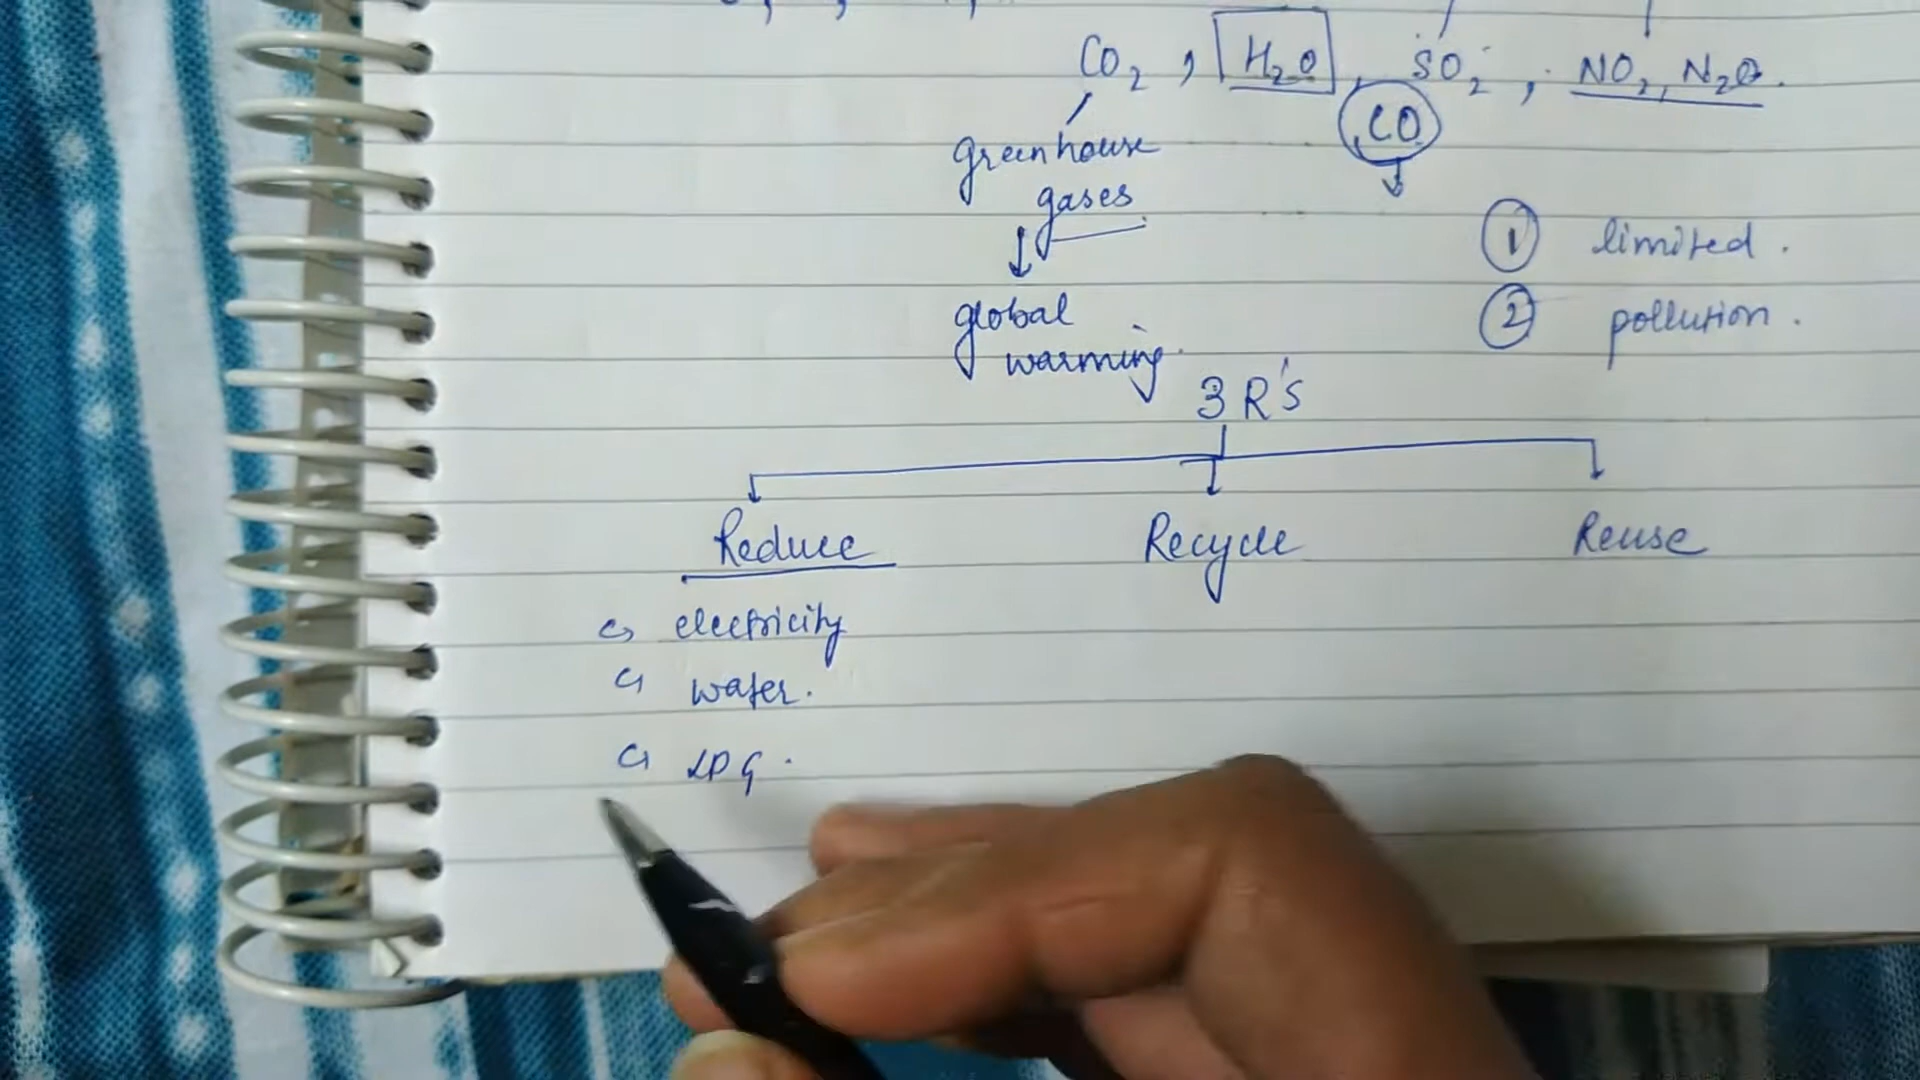 CO2, H2O, SO2, NO2, N2O.
CO
greenhouse
gases
① limited.
global
② pollution.
warming.
3 R's
Reduce Recycle Reuse
electricity
water.
LPG.